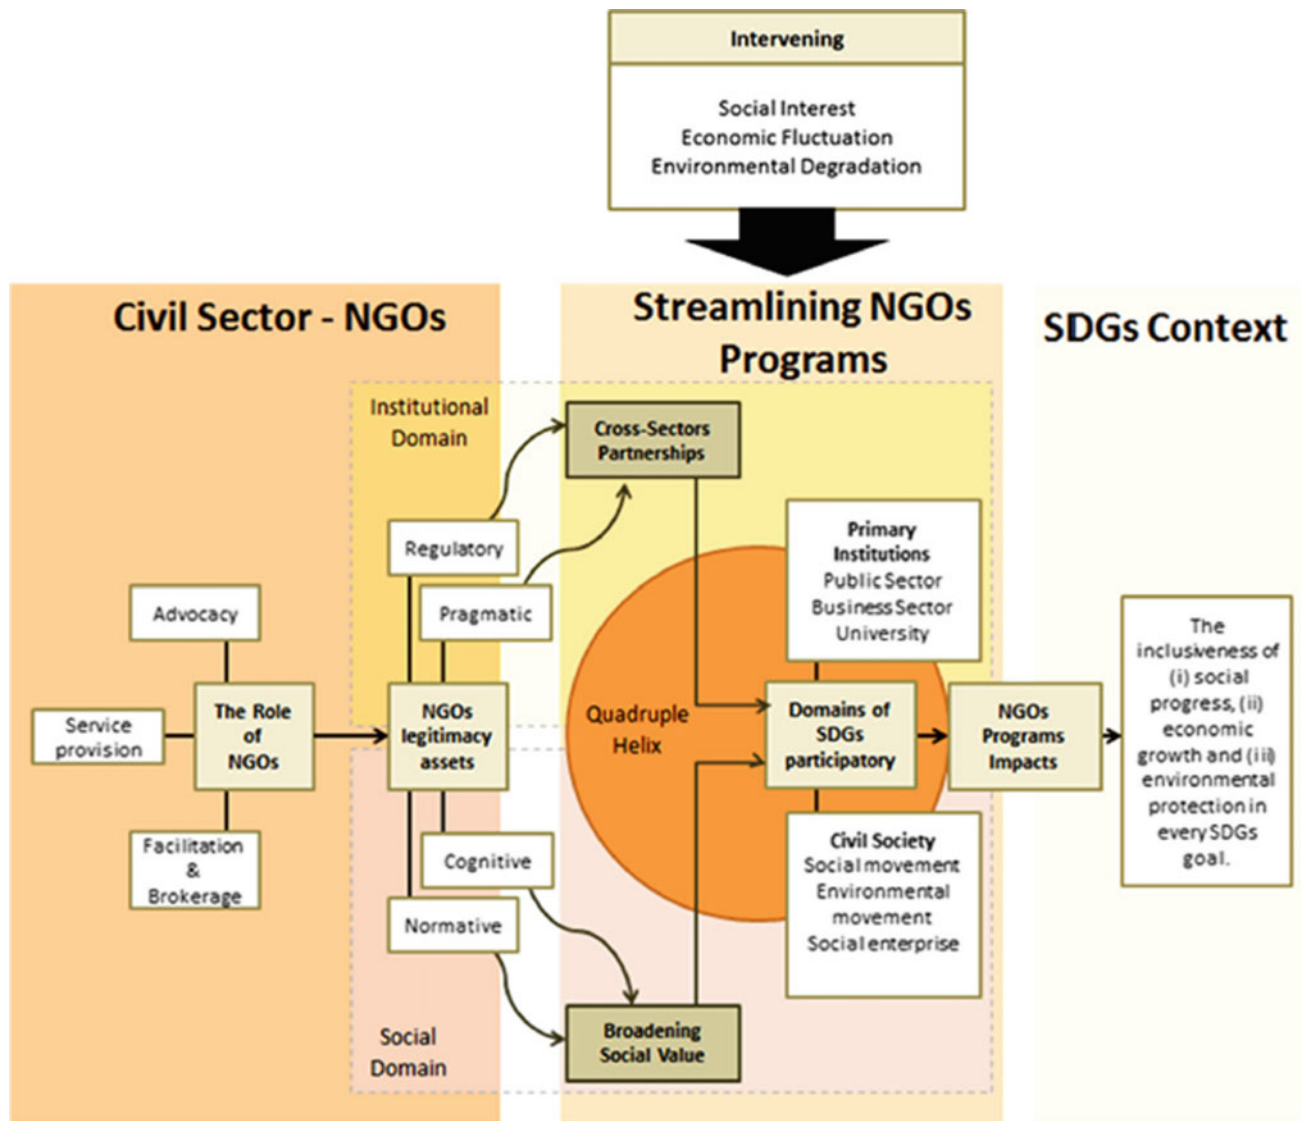 Intervening
Social Interest
Economic Fluctuation
Environmental Degradation
Civil Sector - NGOs
Streamlining NGOs
Programs
SDGs Context
Institutional
Domain
Cross-Sectors
Partnerships
Regulatory
Pragmatic
Advocacy
Service
provision
The Role
of
NGOs
Facilitation
&
Brokerage
NGOs
legitimacy
assets
Cognitive
Normative
Social
Domain
Broadening
Social Value
Quadruple
Helix
Primary
Institutions
Public Sector
Business Sector
University
Domains of
SDGs
participatory
Civil Society
Social movement
Environmental
movement
Social enterprise
NGOs
Programs
Impacts
The
inclusiveness of
(i) social
progress, (ii)
economic
growth and (iii)
environmental
protection in
every SDGs
goal.